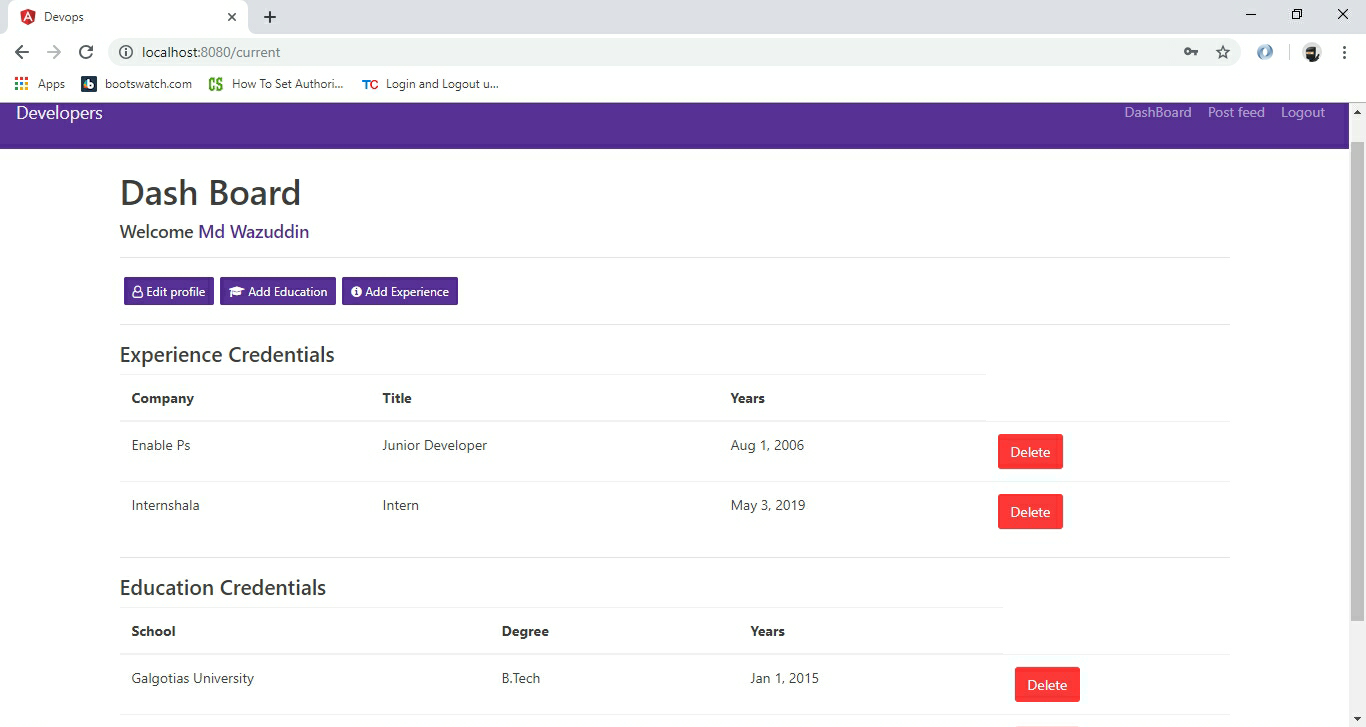 Devops
localhost:8080/current
Apps bootswatch.com How To Set Authori... Login and Logout u...
Developers DashBoard Post feed Logout
Dash Board
Welcome Md Wazuddin
Edit profile Add Education Add Experience
Experience Credentials
Company Title Years
Enable Ps Junior Developer Aug 1, 2006 Delete
Internshala Intern May 3, 2019 Delete
Education Credentials
School Degree Years
Galgotias University B.Tech Jan 1, 2015 Delete